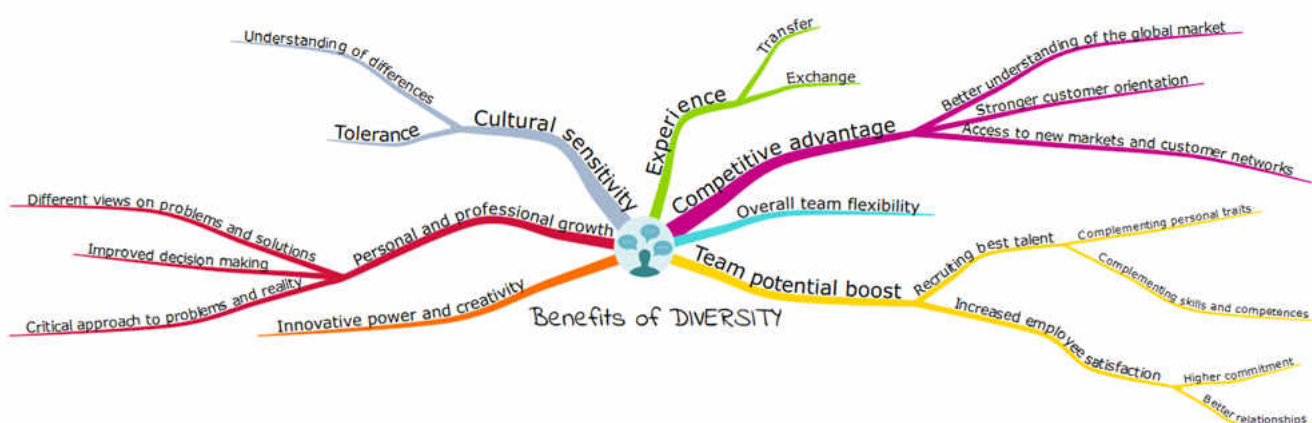 Understanding of differences
Tolerance
Cultural sensitivity
Experience
Transfer
Exchange
Competitive advantage
Better understanding of the global market
Stronger customer orientation
Access to new markets and customer networks
Overall team flexibility
Team potential boost
Recruiting best talent
Complementing personal traits
Complementing skills and competences
Increased employee satisfaction
Higher commitment
Better relationships
Personal and professional growth
Different views on problems and solutions
Improved decision making
Critical approach to problems and reality
Innovative power and creativity
Benefits of DIVERSITY